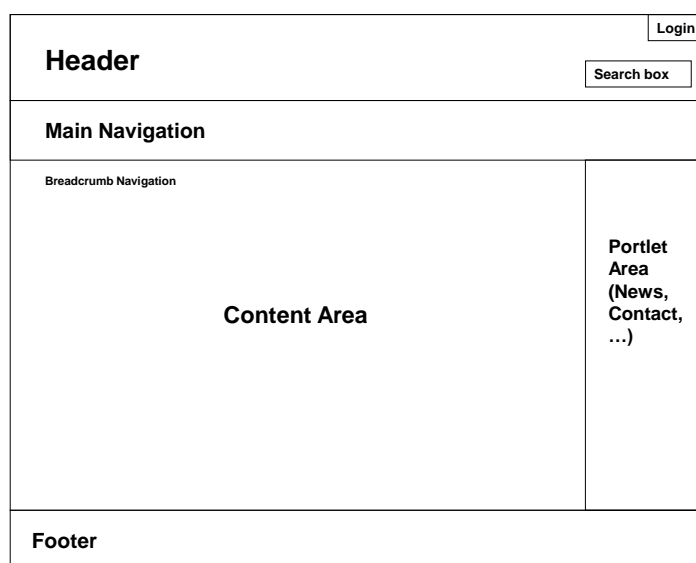 Login
Header
Search box
Main Navigation
Breadcrumb Navigation
Portlet
Area
(News,
Contact,
…)
Content Area
Footer